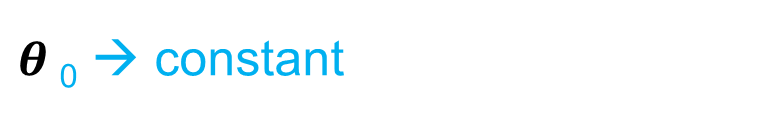 θ 0 → constant